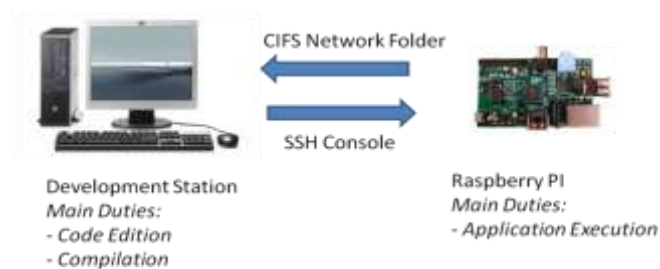 CIFS Network Folder
SSH Console
Development Station
Main Duties:
- Code Edition
- Compilation
Raspberry PI
Main Duties:
- Application Execution